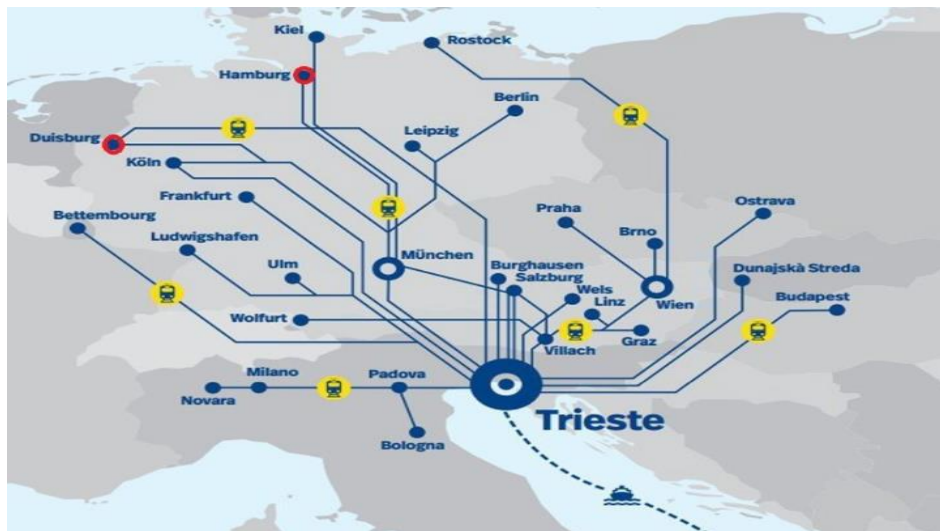 Kiel
Rostock
Hamburg
Berlin
Leipzig
Duisburg
Köln
Frankfurt
Praha
Ostrava
Bettembourg
Brno
Ludwigshafen
München
Ulm
Burghausen
Salzburg
Dunajskà Streda
Wels
Linz
Wien
Budapest
Wolfurt
Villach
Graz
Milano
Padova
Novara
Trieste
Bologna